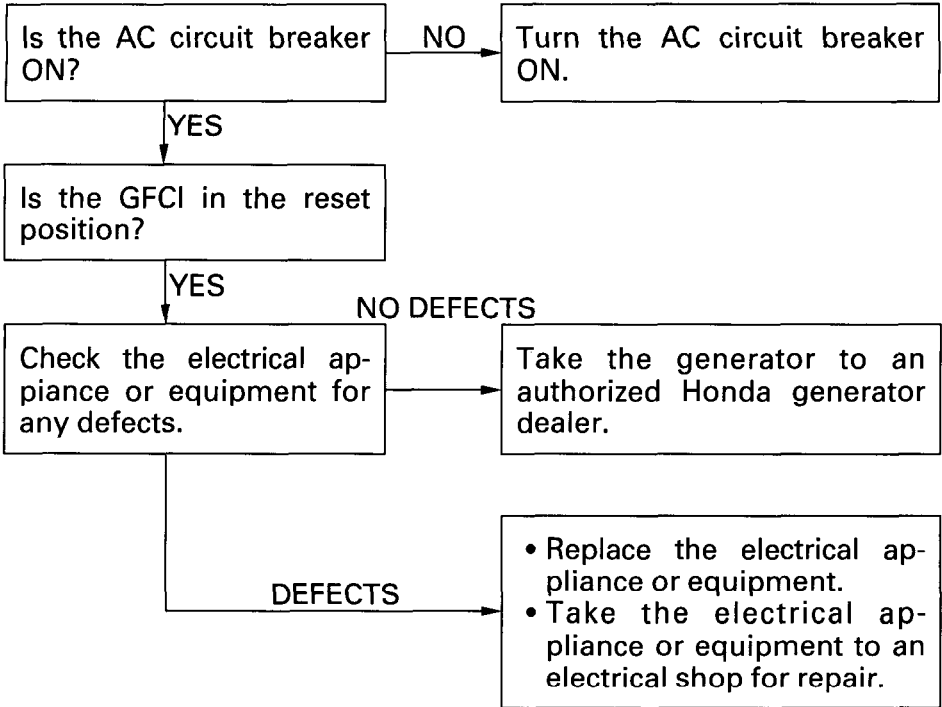 Is the AC circuit breaker
ON?
NO
Turn the AC circuit breaker
ON.
YES
Is the GFCI in the reset
position?
YES
NO DEFECTS
Check the electrical ap-
piance or equipment for
any defects.
Take the generator to an
authorized Honda generator
dealer.
DEFECTS
• Replace the electrical ap-
pliance or equipment.
• Take the electrical ap-
pliance or equipment to an
electrical shop for repair.